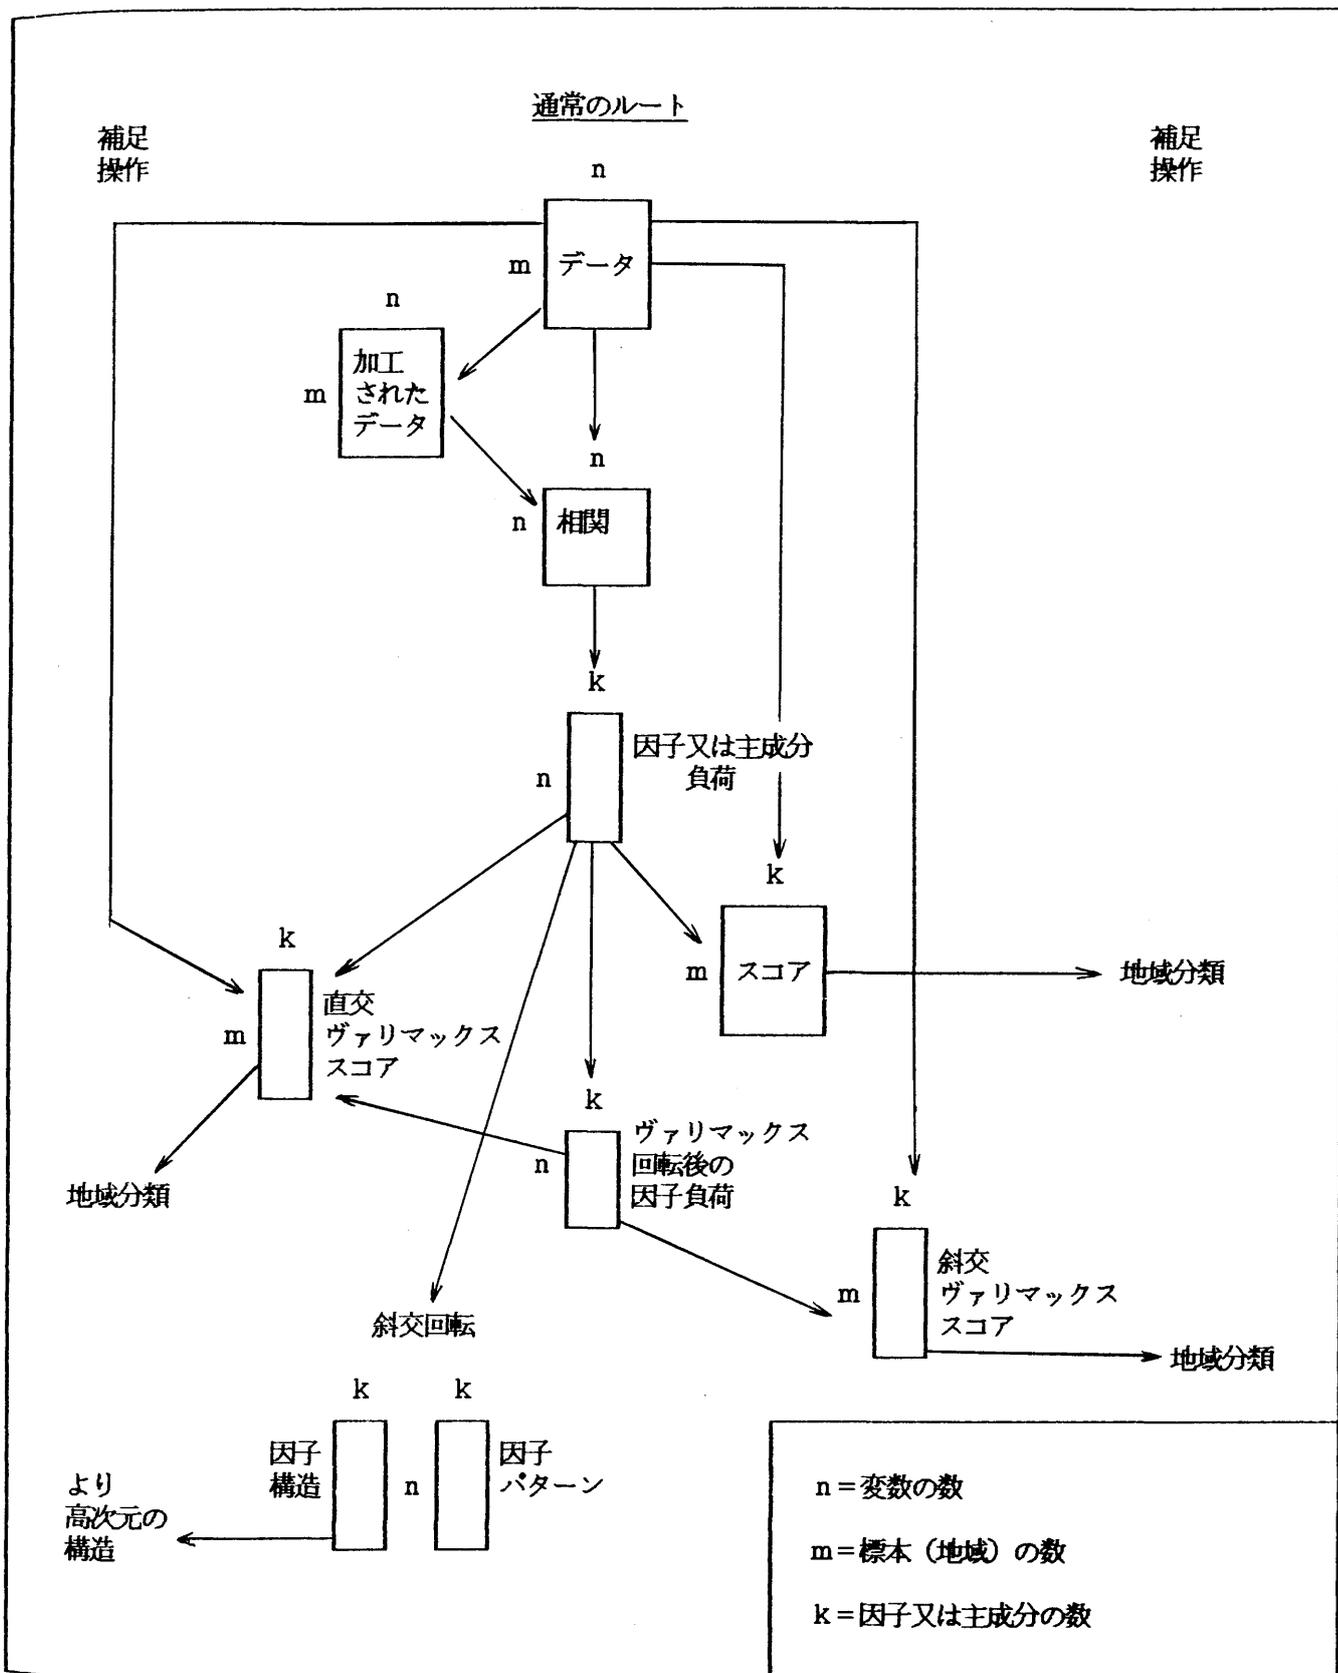 通常のルート
補足
操作
補足
操作
n
m
データ
n
m
加工
された
データ
n
n
相関
k
n
因子又は主成分
負荷
k
m
スコア
地域分類
k
m
直交
ヴァリマックス
スコア
地域分類
k
n
ヴァリマックス
回転後の
因子負荷
k
m
斜交
ヴァリマックス
スコア
地域分類
斜交回転
k
k
因子
構造
n
因子
パターン
より
高次元の
構造
n=変数の数
m=標本(地域)の数
k=因子又は主成分の数